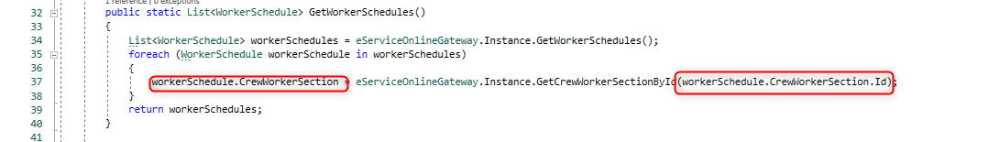 1 reference | 0 exceptions
32 public static List<WorkerSchedule> GetWorkerSchedules()
33 {
34 List<WorkerSchedule> workerSchedules = eServiceOnlineGateway.Instance.GetWorkerSchedules();
35 foreach (WorkerSchedule workerSchedule in workerSchedules)
36 {
37 workerSchedule.CrewWorkerSection = eServiceOnlineGateway.Instance.GetCrewWorkerSectionById(workerSchedule.CrewWorkerSection.Id);
38 }
39 return workerSchedules;
40 }
41